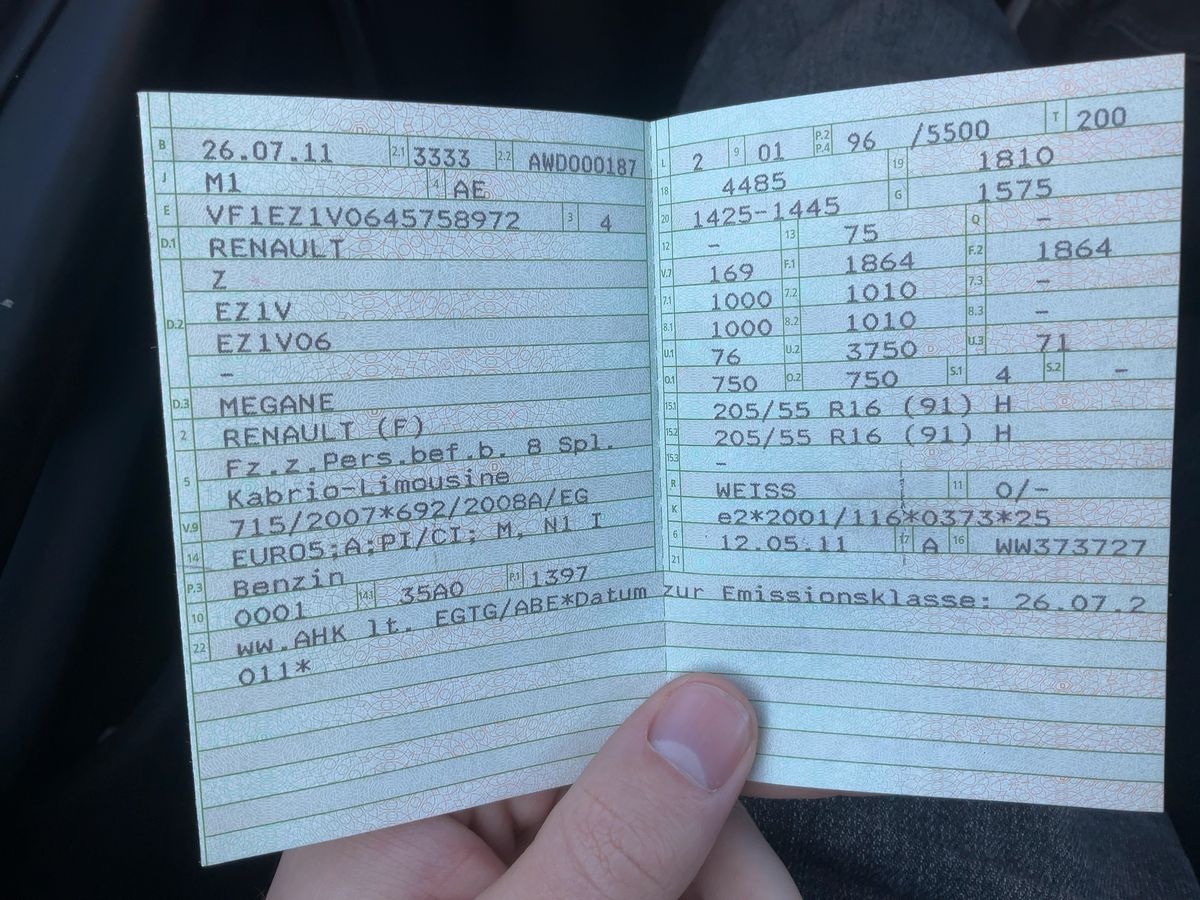 B 26.07.11 2.1 3333 2.2 AWD000187
J M1 4 AE
E VF1EZ1V0645758972 3 4
D.1 RENAULT
Z
D.2 EZ1V
EZ1V06
–
D.3 MEGANE
2 RENAULT (F)
Fz.z.Pers.bef.b. 8 Spl.
5 Kabrio-Limousine
V.9 715/2007*692/2008A/EG
14 EURO5;A;PI/CI; M, N1 I
P.3 Benzin
10 0001 14.1 35A0 P.1 1397
22 WW.AHK lt. EGTG/ABE*Datum zur Emissionsklasse: 26.07.2
011*
L 2 9 01 P.2 P.4 96 /5500 T 200
18 4485 19 1810
20 1425-1445 G 1575
12 – 13 75 Q –
V.7 169 F.1 1864 F.2 1864
7.1 1000 7.2 1010 7.3 –
8.1 1000 8.2 1010 8.3 –
U.1 76 U.2 3750 U.3 71
O.1 750 O.2 750 S.1 4 S.2 –
15.1 205/55 R16 (91) H
15.2 205/55 R16 (91) H
15.3 –
R WEISS 11 0/-
K e2*2001/116*0373*25
6 12.05.11 17 A 16 WW373727
21